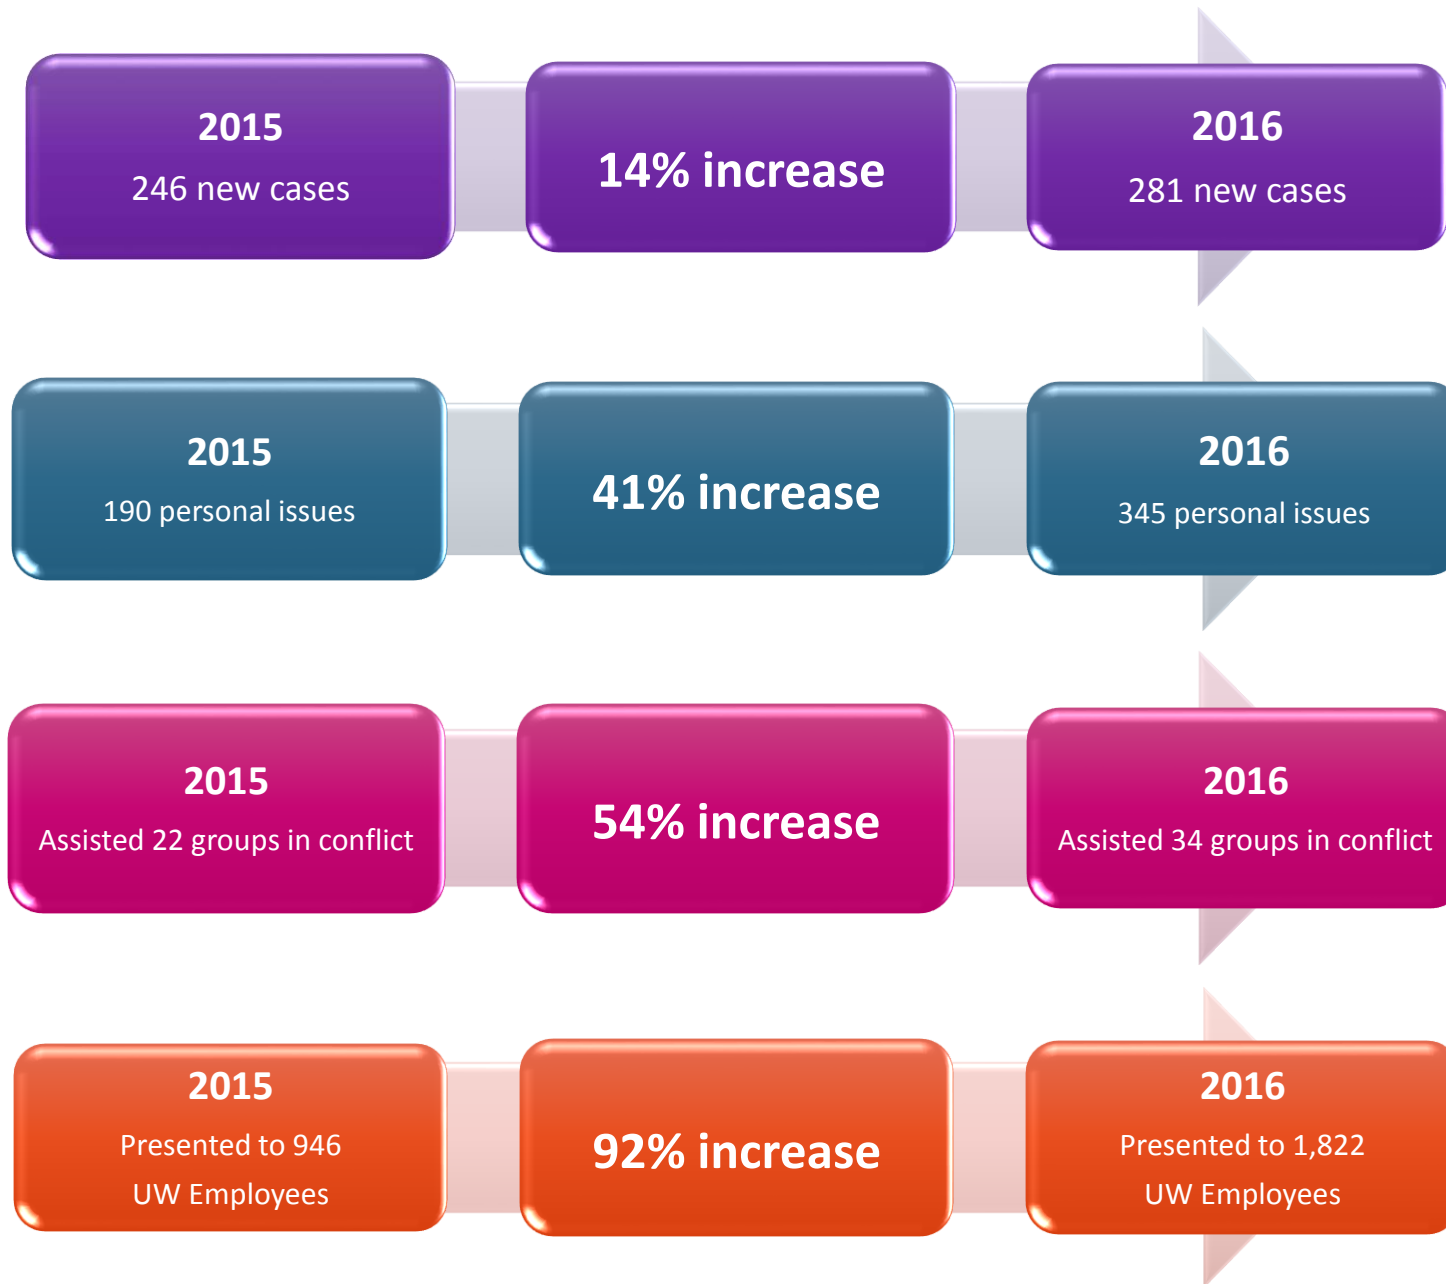 2015
246 new cases
14% increase
2016
281 new cases
2015
190 personal issues
41% increase
2016
345 personal issues
2015
Assisted 22 groups in conflict
54% increase
2016
Assisted 34 groups in conflict
2015
Presented to 946
UW Employees
92% increase
2016
Presented to 1,822
UW Employees